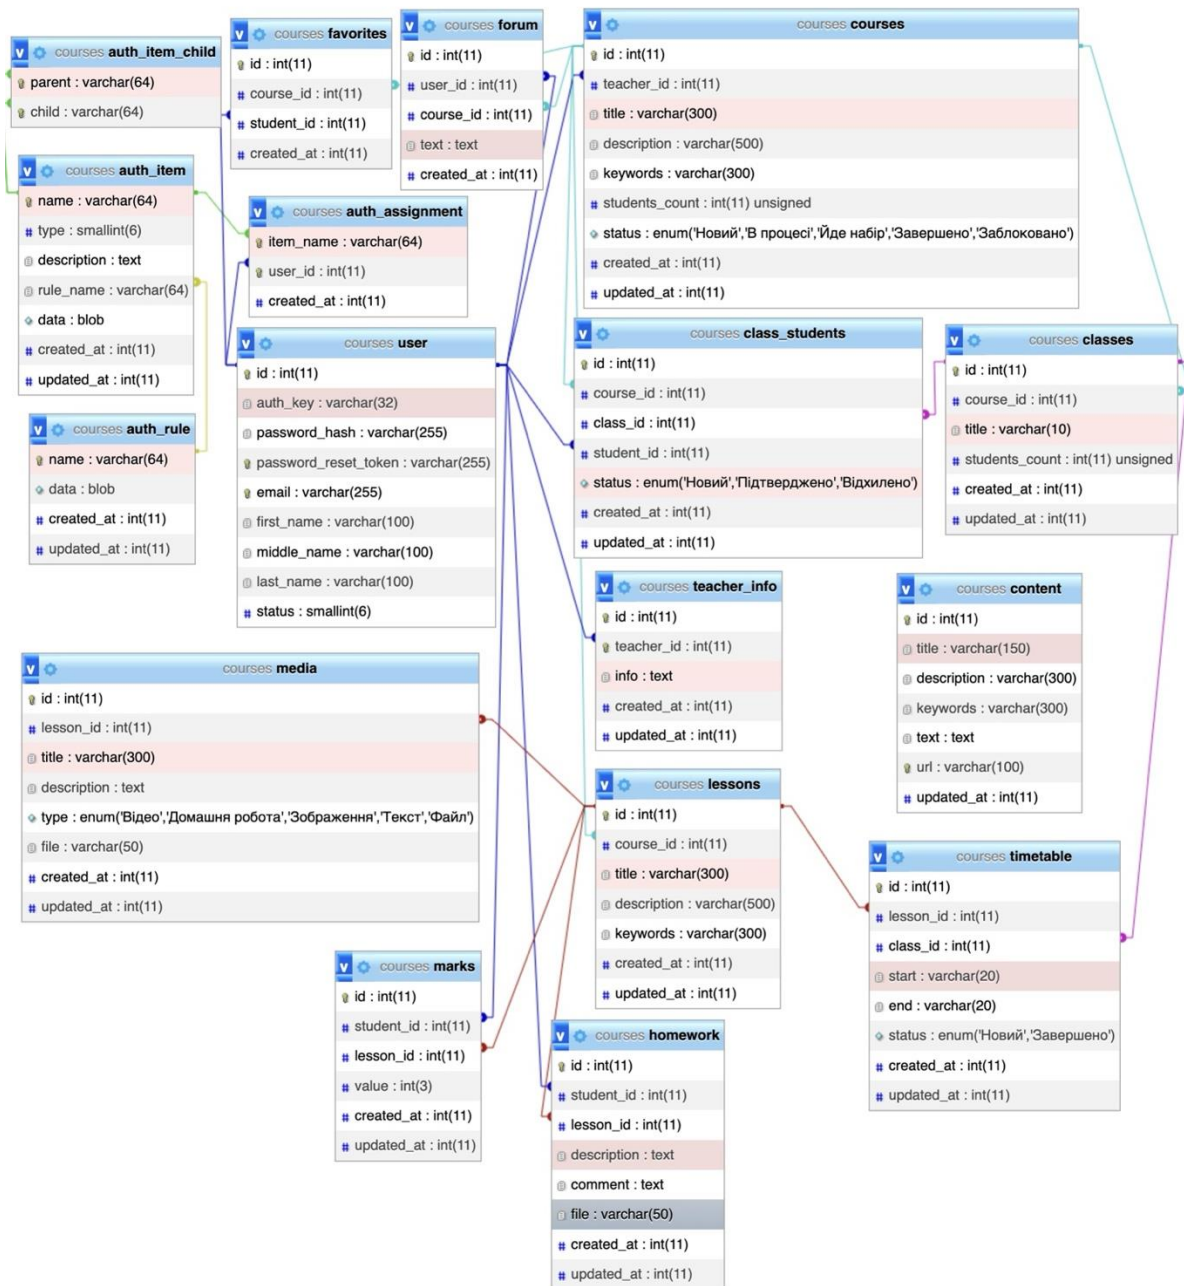 courses auth_item_child
parent : varchar(64)
child : varchar(64)
courses favorites
id : int(11)
course_id : int(11)
student_id : int(11)
created_at : int(11)
courses forum
id : int(11)
user_id : int(11)
course_id : int(11)
text : text
created_at : int(11)
courses courses
id : int(11)
teacher_id : int(11)
title : varchar(300)
description : varchar(500)
keywords : varchar(300)
students_count : int(11) unsigned
status : enum('Новий','В процесі','Йде набір','Завершено','Заблоковано')
created_at : int(11)
updated_at : int(11)
courses auth_item
name : varchar(64)
type : smallint(6)
description : text
rule_name : varchar(64)
data : blob
created_at : int(11)
updated_at : int(11)
courses auth_assignment
item_name : varchar(64)
user_id : int(11)
created_at : int(11)
courses user
id : int(11)
auth_key : varchar(32)
password_hash : varchar(255)
password_reset_token : varchar(255)
email : varchar(255)
first_name : varchar(100)
middle_name : varchar(100)
last_name : varchar(100)
status : smallint(6)
courses class_students
id : int(11)
course_id : int(11)
class_id : int(11)
student_id : int(11)
status : enum('Новий','Підтверджено','Відхилено')
created_at : int(11)
updated_at : int(11)
courses classes
id : int(11)
course_id : int(11)
title : varchar(10)
students_count : int(11) unsigned
created_at : int(11)
updated_at : int(11)
courses auth_rule
name : varchar(64)
data : blob
created_at : int(11)
updated_at : int(11)
courses teacher_info
id : int(11)
teacher_id : int(11)
info : text
created_at : int(11)
updated_at : int(11)
courses content
id : int(11)
title : varchar(150)
description : varchar(300)
keywords : varchar(300)
text : text
url : varchar(100)
updated_at : int(11)
courses media
id : int(11)
lesson_id : int(11)
title : varchar(300)
description : text
type : enum('Відео','Домашня робота','Зображення','Текст','Файл')
file : varchar(50)
created_at : int(11)
updated_at : int(11)
courses lessons
id : int(11)
course_id : int(11)
title : varchar(300)
description : varchar(500)
keywords : varchar(300)
created_at : int(11)
updated_at : int(11)
courses timetable
id : int(11)
lesson_id : int(11)
class_id : int(11)
start : varchar(20)
end : varchar(20)
status : enum('Новий','Завершено')
created_at : int(11)
updated_at : int(11)
courses marks
id : int(11)
student_id : int(11)
lesson_id : int(11)
value : int(3)
created_at : int(11)
updated_at : int(11)
courses homework
id : int(11)
student_id : int(11)
lesson_id : int(11)
description : text
comment : text
file : varchar(50)
created_at : int(11)
updated_at : int(11)